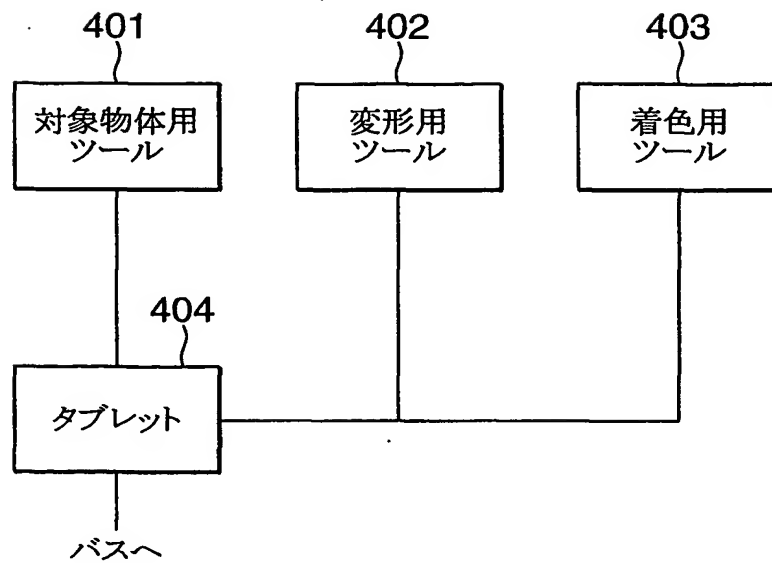 401
402
403
対象物体用
ツール
変形用
ツール
着色用
ツール
404
タブレット
バスへ